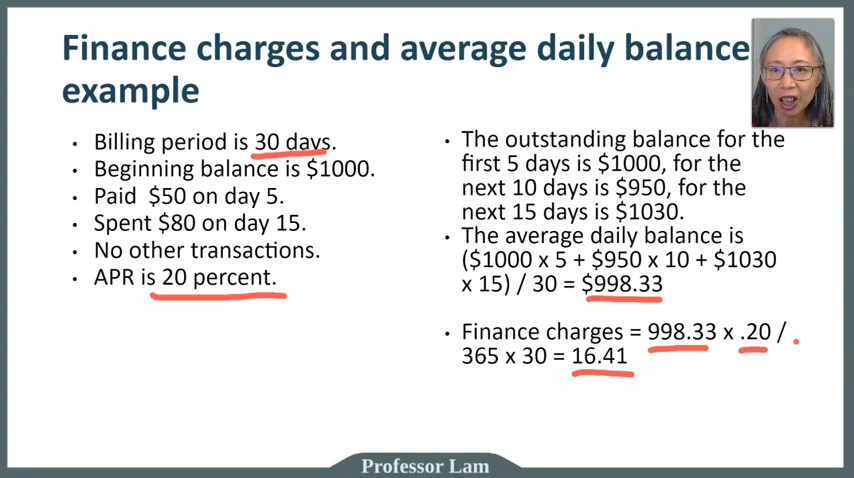 Finance charges and average daily balance
example
• Billing period is 30 days.
• Beginning balance is $1000.
• Paid $50 on day 5.
• Spent $80 on day 15.
• No other transactions.
• APR is 20 percent.
• The outstanding balance for the
first 5 days is $1000, for the
next 10 days is $950, for the
next 15 days is $1030.
• The average daily balance is
($1000 x 5 + $950 x 10 + $1030
x 15) / 30 = $998.33
• Finance charges = 998.33 x .20 /
365 x 30 = 16.41
Professor Lam